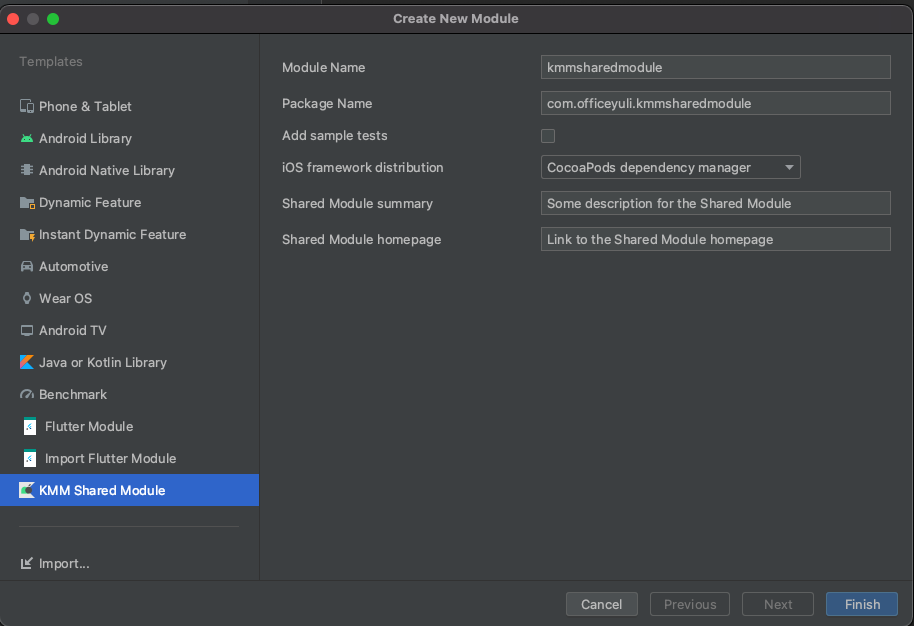 Create New Module
Templates
Phone & Tablet
Android Library
Android Native Library
Dynamic Feature
Instant Dynamic Feature
Automotive
Wear OS
Android TV
Java or Kotlin Library
Benchmark
Flutter Module
Import Flutter Module
KMM Shared Module
Import...
Module Name kmmsharedmodule
Package Name com.officeyuli.kmmsharedmodule
Add sample tests
iOS framework distribution CocoaPods dependency manager
Shared Module summary Some description for the Shared Module
Shared Module homepage Link to the Shared Module homepage
Cancel Previous Next Finish